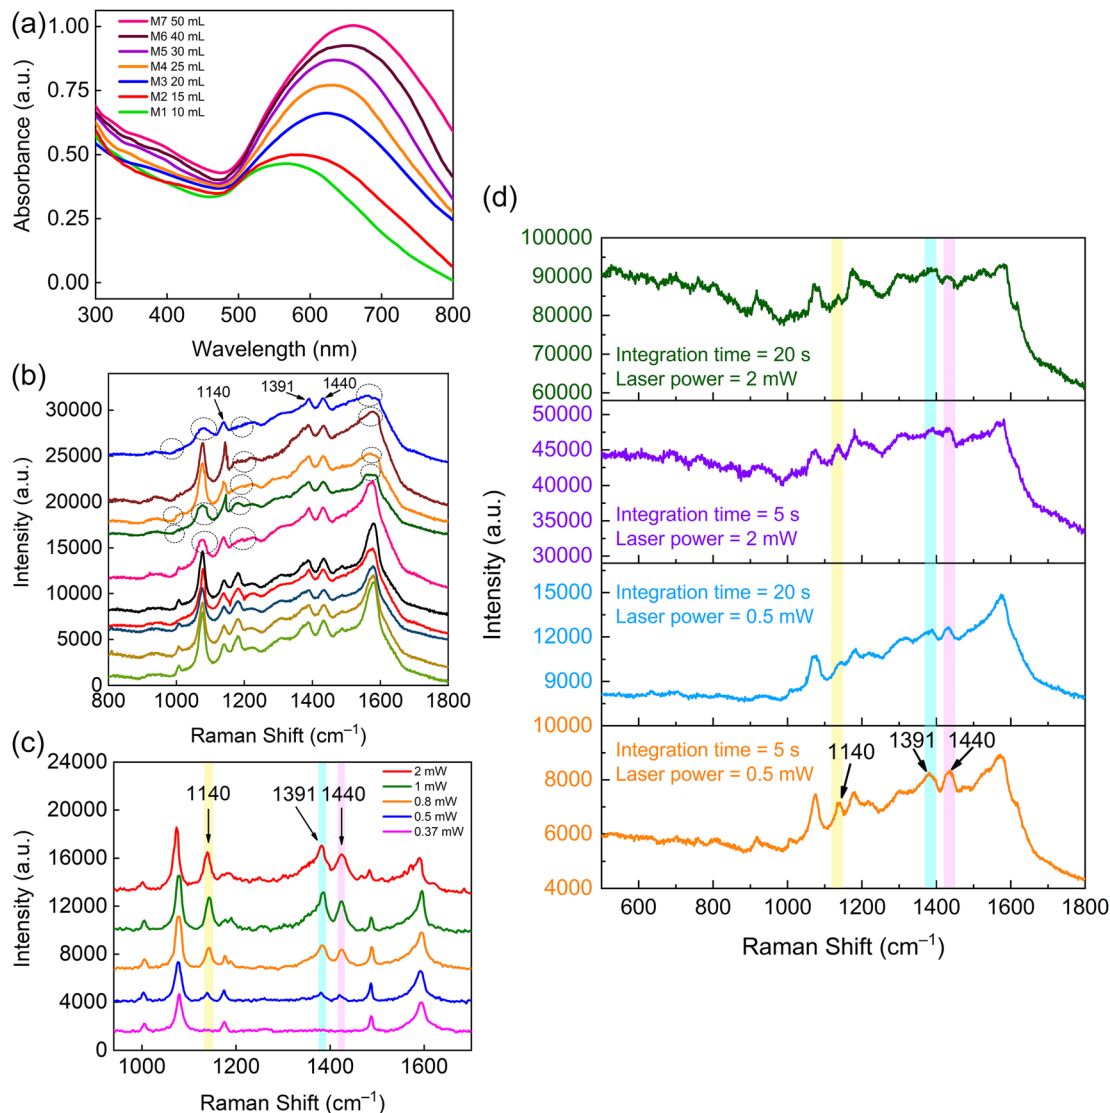 (a)
1.00
0.75
0.50
0.25
0.00
Absorbance (a.u.)
M7 50 mL
M6 40 mL
M5 30 mL
M4 25 mL
M3 20 mL
M2 15 mL
M1 10 mL
300 400 500 600 700 800
Wavelength (nm)
(b)
30000
25000
20000
15000
10000
5000
0
Intensity (a.u.)
1140
1391
1440
800 1000 1200 1400 1600 1800
Raman Shift (cm⁻¹)
(c)
24000
20000
16000
12000
8000
4000
0
Intensity (a.u.)
1140
1391 1440
2 mW
1 mW
0.8 mW
0.5 mW
0.37 mW
1000 1200 1400 1600
Raman Shift (cm⁻¹)
(d)
100000
90000
80000
70000
60000
Integration time = 20 s
Laser power = 2 mW
50000
45000
40000
35000
30000
Integration time = 5 s
Laser power = 2 mW
Intensity (a.u.)
15000
12000
9000
Integration time = 20 s
Laser power = 0.5 mW
10000
8000
6000
4000
Integration time = 5 s
Laser power = 0.5 mW
1140
1391
1440
600 800 1000 1200 1400 1600 1800
Raman Shift (cm⁻¹)